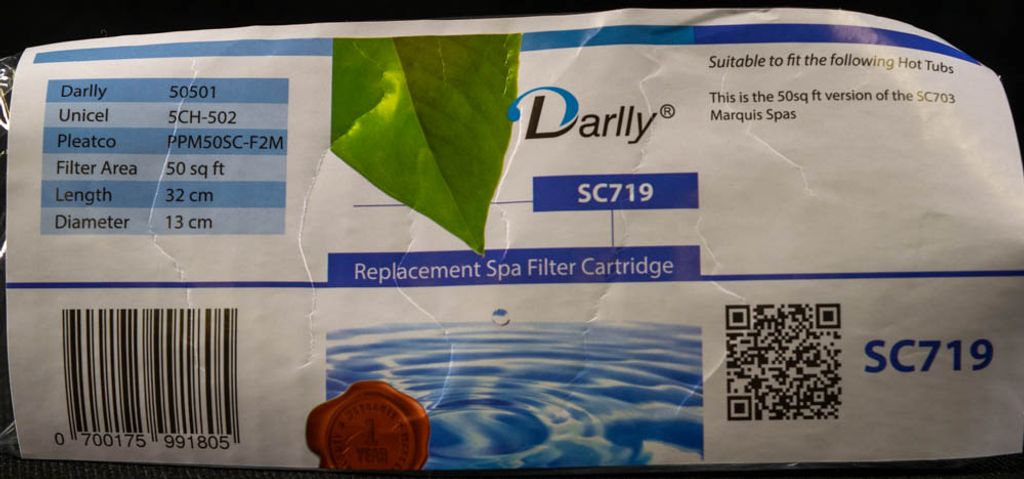 Darlly 50501
Unicel 5CH-502
Pleatco PPM50SC-F2M
Filter Area 50 sq ft
Length 32 cm
Diameter 13 cm
Darlly®
SC719
Replacement Spa Filter Cartridge
Suitable to fit the following Hot Tubs
This is the 50sq ft version of the SC703
Marquis Spas
0 700175 991805
1
YEAR
SC719